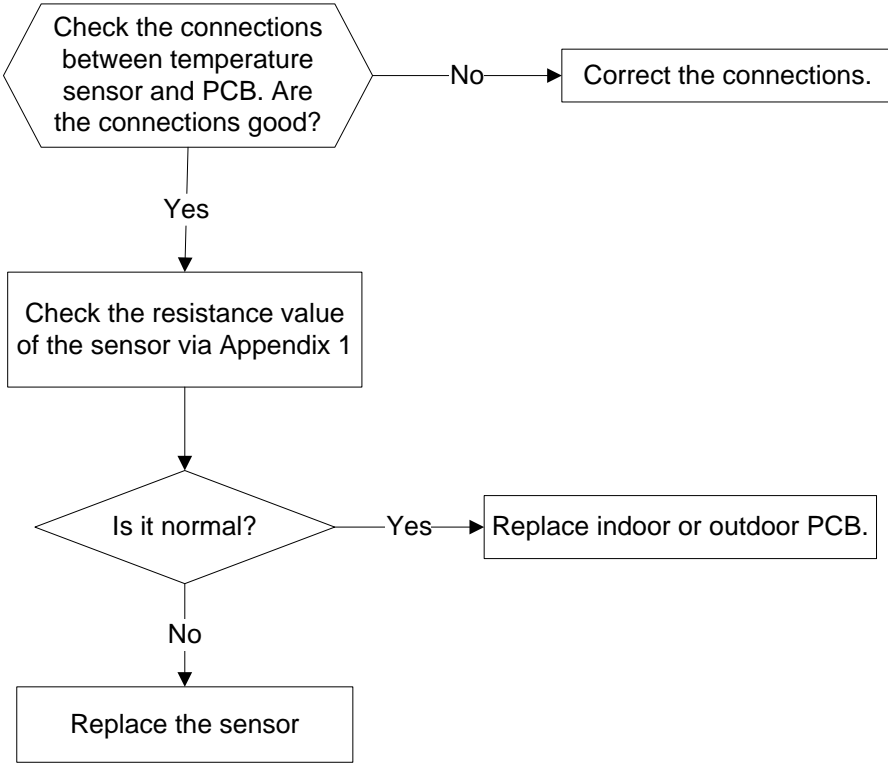 Check the connections
between temperature
sensor and PCB. Are
the connections good?
No
Correct the connections.
Yes
Check the resistance value
of the sensor via Appendix 1
Is it normal?
Yes
Replace indoor or outdoor PCB.
No
Replace the sensor